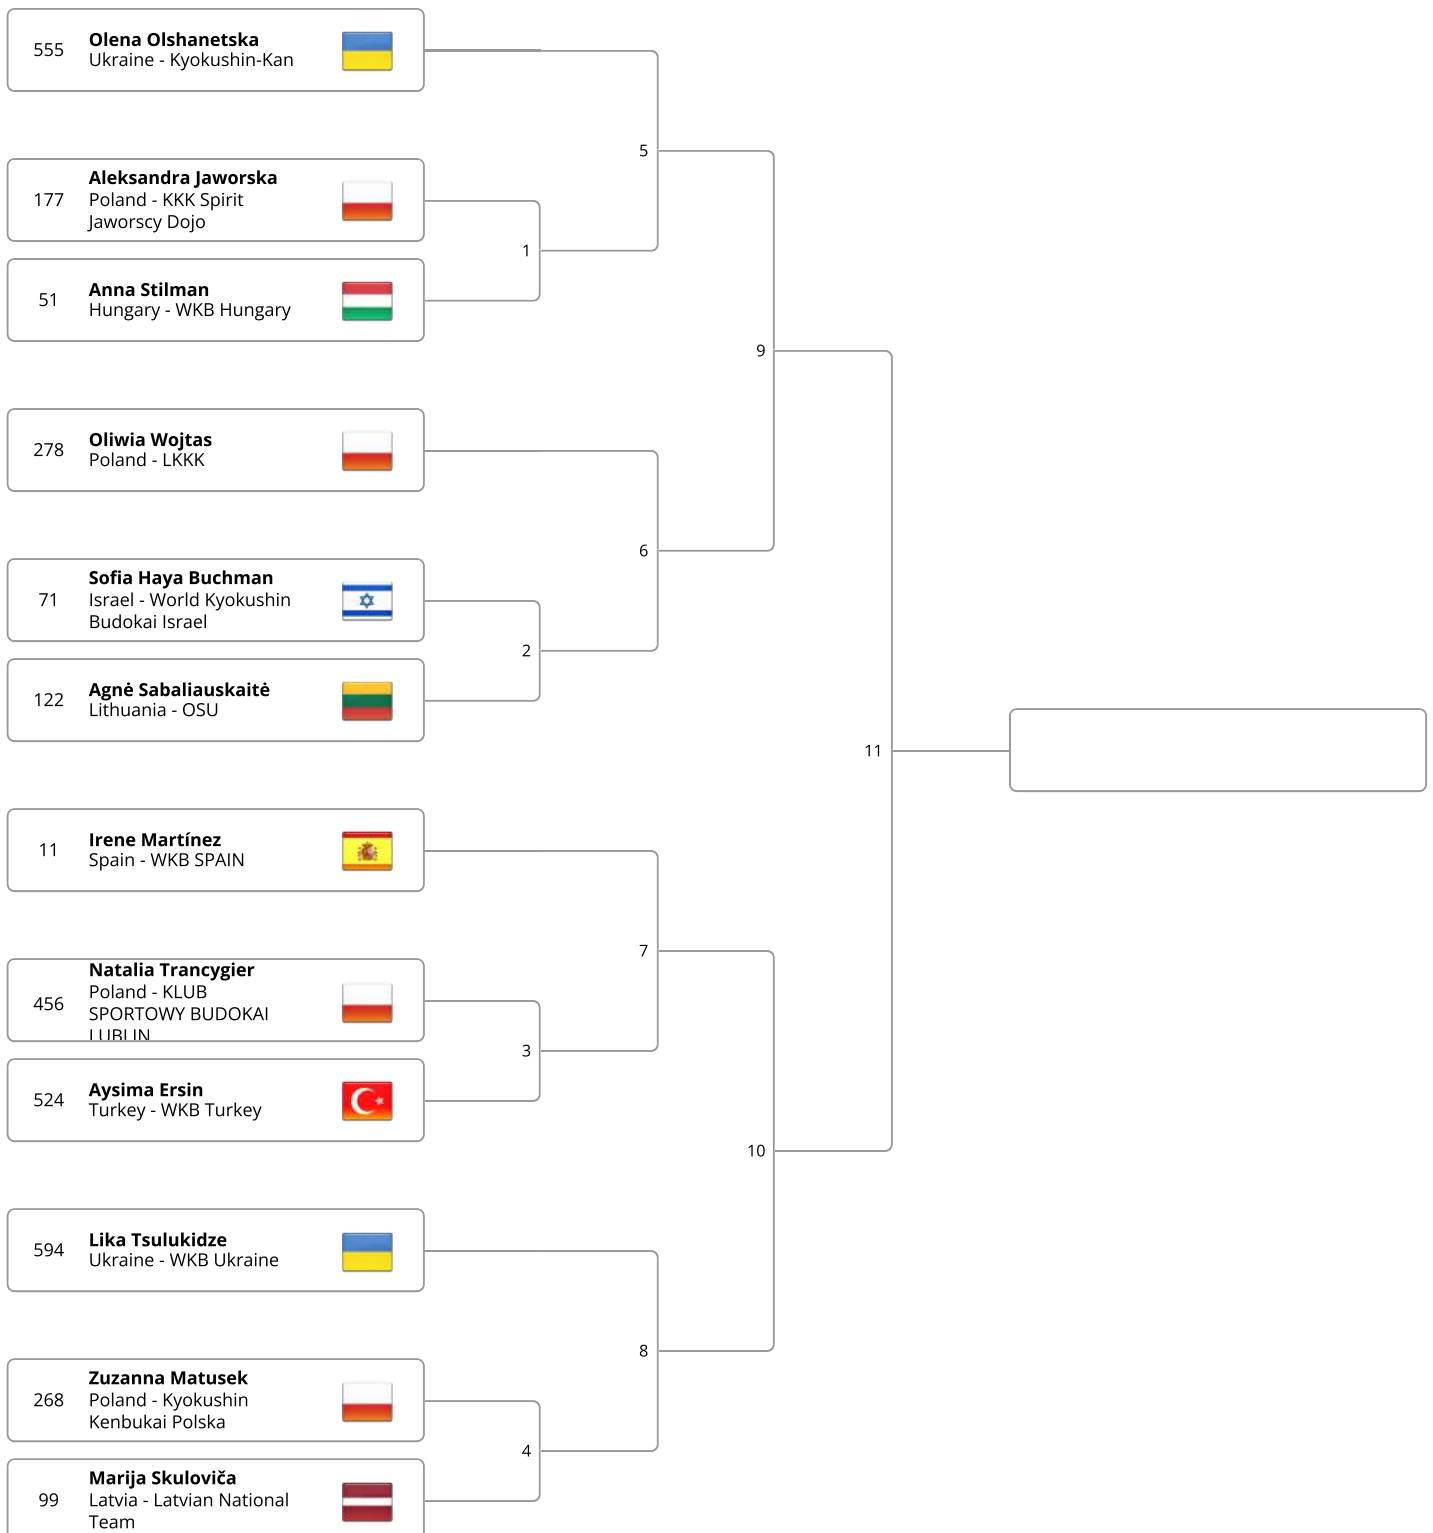 555
Olena Olshanetska
Ukraine - Kyokushin-Kan
5
177
Aleksandra Jaworska
Poland - KKK Spirit
Jaworscy Dojo
1
51
Anna Stilman
Hungary - WKB Hungary
9
278
Oliwia Wojtas
Poland - LKKK
6
71
Sofia Haya Buchman
Israel - World Kyokushin
Budokai Israel
2
122
Agnė Sabaliauskaitė
Lithuania - OSU
11
11
Irene Martínez
Spain - WKB SPAIN
7
456
Natalia Trancygier
Poland - KLUB
SPORTOWY BUDOKAI
LUBLIN
3
524
Aysima Ersin
Turkey - WKB Turkey
10
594
Lika Tsulukidze
Ukraine - WKB Ukraine
8
268
Zuzanna Matusek
Poland - Kyokushin
Kenbukai Polska
4
99
Marija Skuloviča
Latvia - Latvian National
Team